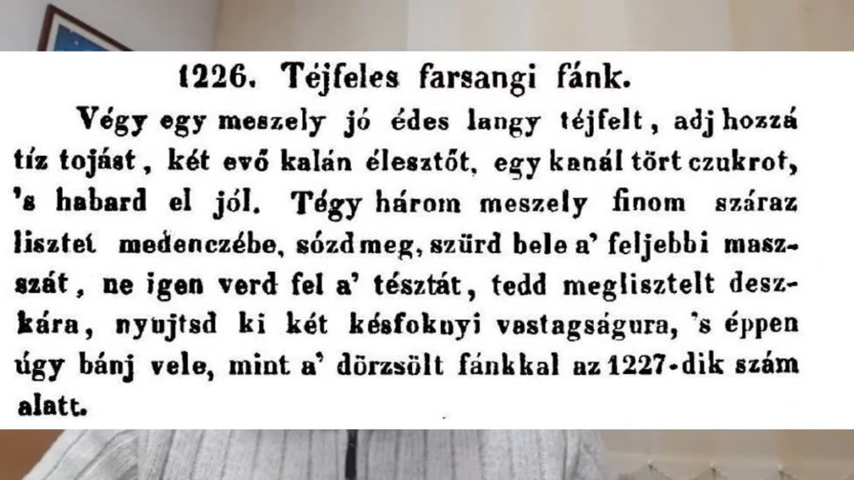 1226. Téjfeles farsangi fánk.
Végy egy meszely jó édes langy téjfelt, adj hozzá
tíz tojást, két evő kalán élesztőt, egy kanál tört czukrot,
's habard el jól. Tégy három meszely finom száraz
lisztet medenczébe, sózd meg, szürd bele a' feljebbi masz-
szát, ne igen verd fel a' tésztát, tedd meglisztelt desz-
kára, nyujtsd ki két késfoknyi vastagságura, 's éppen
úgy bánj vele, mint a' dörzsölt fánkkal az 1227-dik szám
alatt.